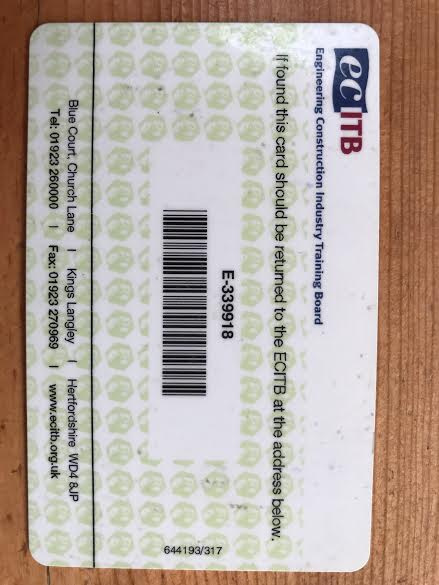 ecITB
Engineering Construction Industry Training Board
If found this card should be returned to the ECITB at the address below.
E-339918
Blue Court, Church Lane I Kings Langley I Hertfordshire WD4 8JP
Tel: 01923 260000 I Fax: 01923 270969 I www.ecitb.org.uk
644193/317